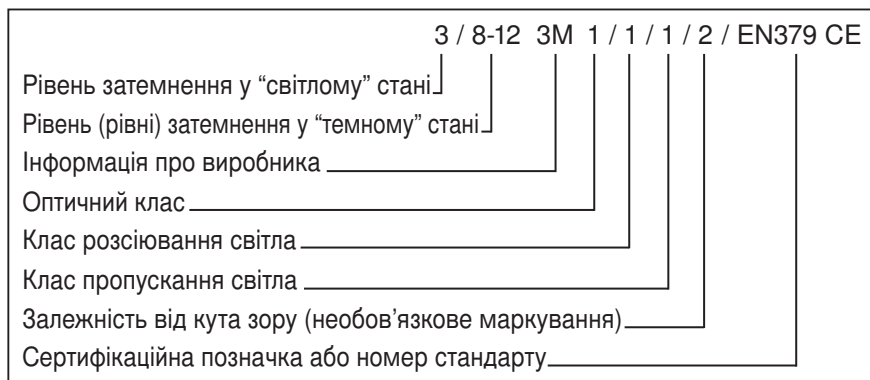 3 / 8-12 3M 1 / 1 / 1 / 2 / EN379 CE
Рівень затемнення у “світлому” стані
Рівень (рівні) затемнення у “темному” стані
Інформація про виробника
Оптичний клас
Клас розсіювання світла
Клас пропускання світла
Залежність від кута зору (необов’язкове маркування)
Сертифікаційна позначка або номер стандарту